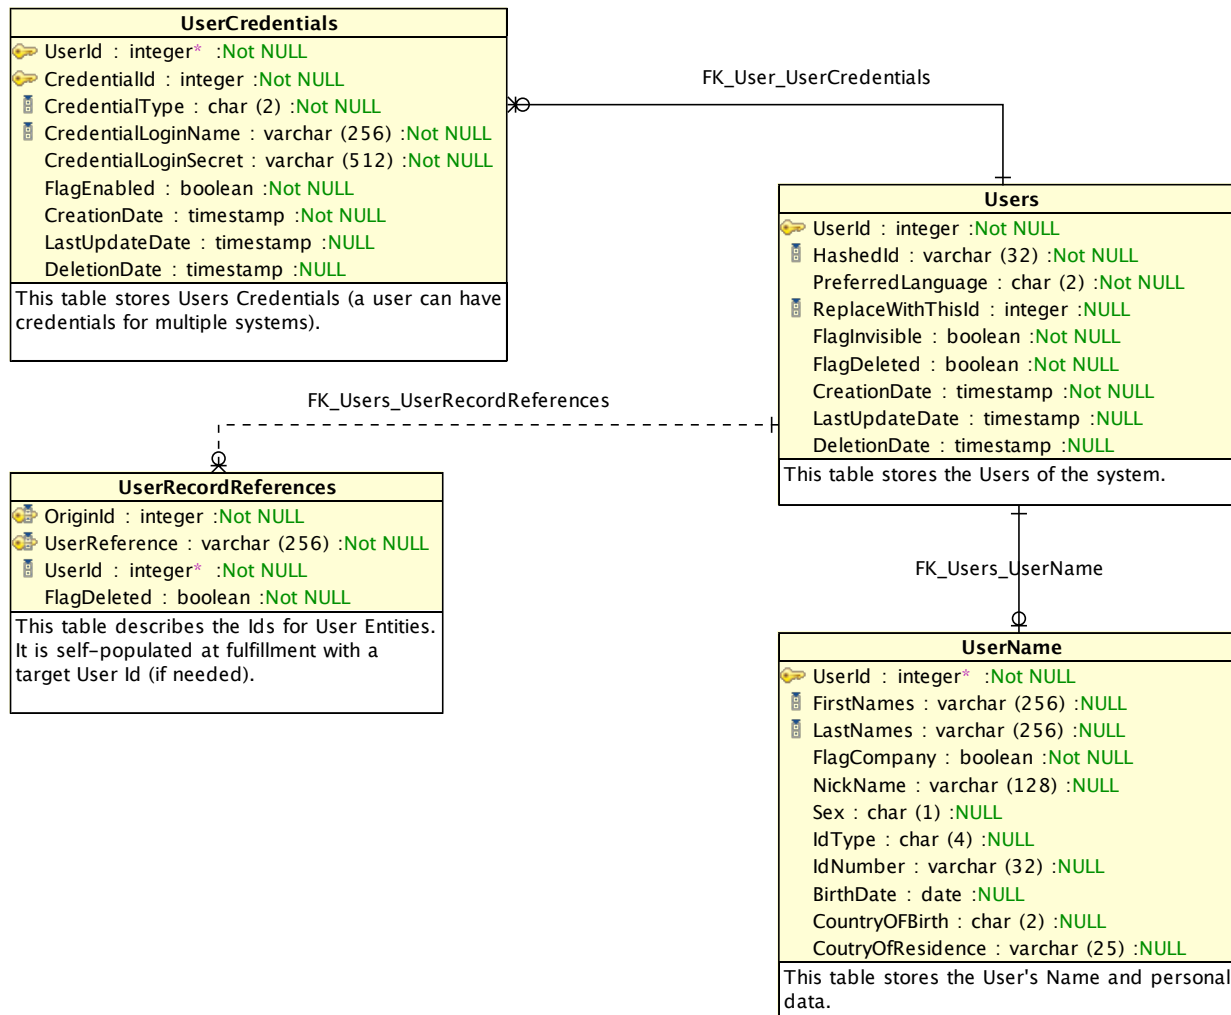 UserCredentials
UserId : integer* :Not NULL
CredentialId : integer :Not NULL
CredentialType : char (2) :Not NULL
CredentialLoginName : varchar (256) :Not NULL
CredentialLoginSecret : varchar (512) :Not NULL
FlagEnabled : boolean :Not NULL
CreationDate : timestamp :Not NULL
LastUpdateDate : timestamp :NULL
DeletionDate : timestamp :NULL
This table stores Users Credentials (a user can have
credentials for multiple systems).
FK_User_UserCredentials
Users
UserId : integer :Not NULL
HashedId : varchar (32) :Not NULL
PreferredLanguage : char (2) :Not NULL
ReplaceWithThisId : integer :NULL
FlagInvisible : boolean :Not NULL
FlagDeleted : boolean :Not NULL
CreationDate : timestamp :Not NULL
LastUpdateDate : timestamp :NULL
DeletionDate : timestamp :NULL
This table stores the Users of the system.
FK_Users_UserRecordReferences
UserRecordReferences
OriginId : integer :Not NULL
UserReference : varchar (256) :Not NULL
UserId : integer* :Not NULL
FlagDeleted : boolean :Not NULL
This table describes the Ids for User Entities.
It is self-populated at fulfillment with a
target User Id (if needed).
FK_Users_UserName
UserName
UserId : integer* :Not NULL
FirstNames : varchar (256) :NULL
LastNames : varchar (256) :NULL
FlagCompany : boolean :Not NULL
NickName : varchar (128) :NULL
Sex : char (1) :NULL
IdType : char (4) :NULL
IdNumber : varchar (32) :NULL
BirthDate : date :NULL
CountryOFBirth : char (2) :NULL
CoutryOfResidence : varchar (25) :NULL
This table stores the User's Name and personal
data.